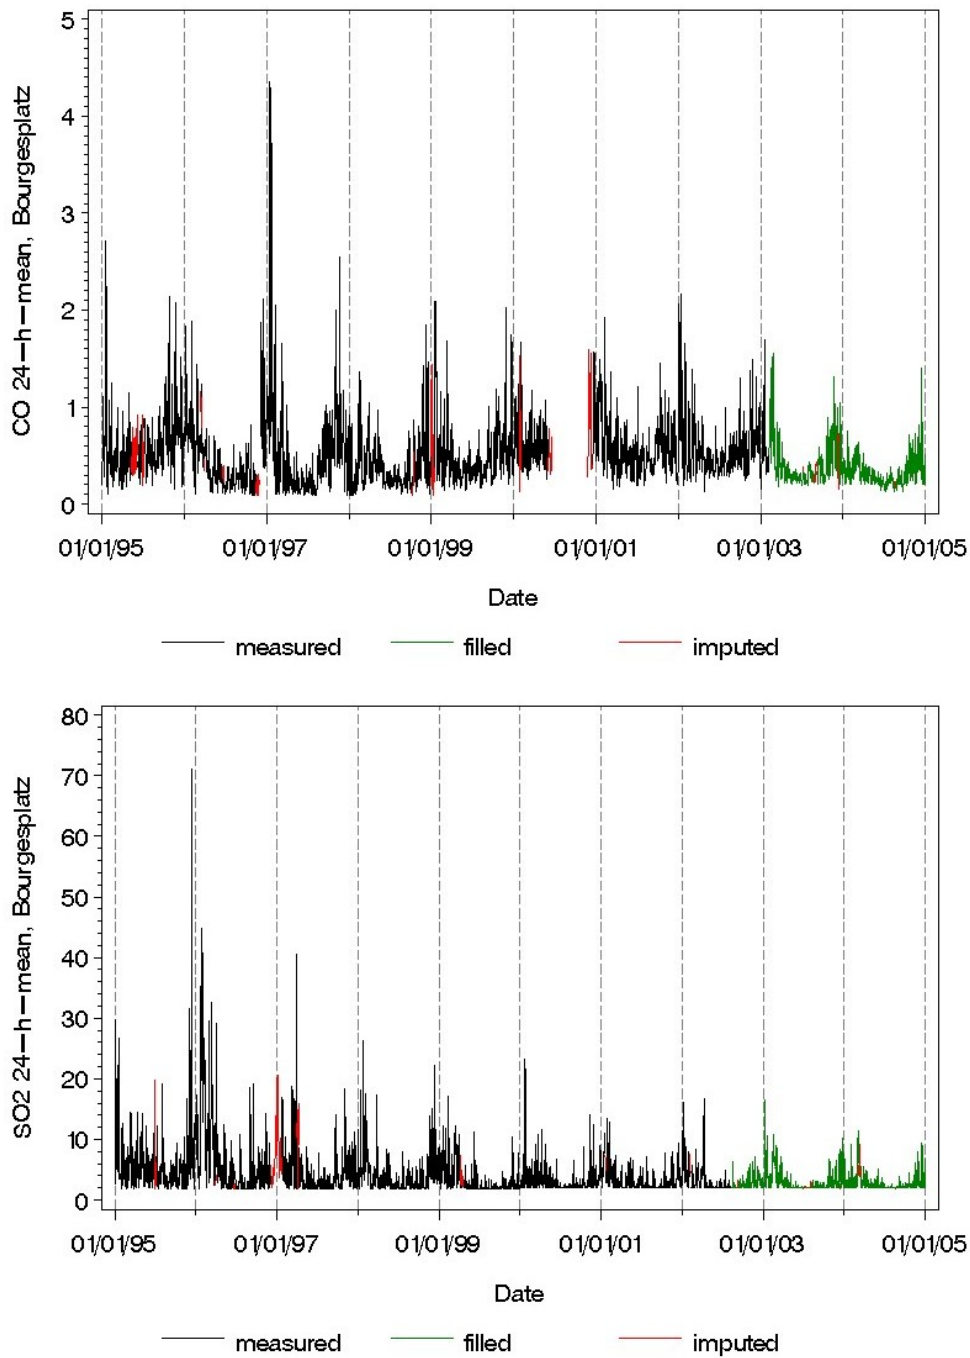 CO 24-h-mean, Bourgesplatz
5
4
3
2
1
0
01/01/95 01/01/97 01/01/99 01/01/01 01/01/03 01/01/05
Date
measured filled imputed
SO2 24-h-mean, Bourgesplatz
80
70
60
50
40
30
20
10
0
01/01/95 01/01/97 01/01/99 01/01/01 01/01/03 01/01/05
Date
measured filled imputed